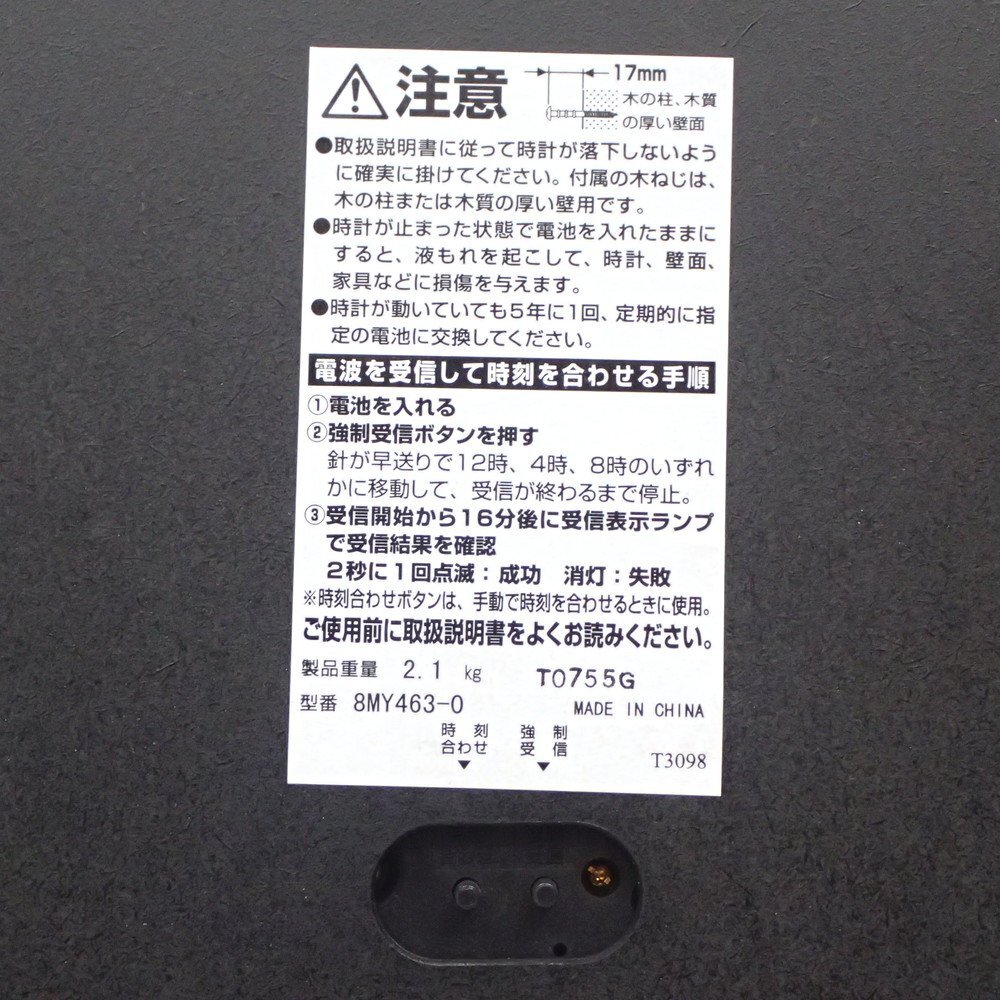 注意
17mm
木の柱、木質
の厚い壁面
●取扱説明書に従って時計が落下しないよう
に確実に掛けてください。付属の木ねじは、
木の柱または木質の厚い壁用です。
●時計が止まった状態で電池を入れたままに
すると、液もれを起こして、時計、壁面、
家具などに損傷を与えます。
●時計が動いていても5年に1回、定期的に指
定の電池に交換してください。
電波を受信して時刻を合わせる手順
①電池を入れる
②強制受信ボタンを押す
針が早送りで12時、4時、8時のいずれ
かに移動して、受信が終わるまで停止。
③受信開始から16分後に受信表示ランプ
で受信結果を確認
2秒に1回点滅：成功 消灯：失敗
※時刻合わせボタンは、手動で時刻を合わせるときに使用。
ご使用前に取扱説明書をよくお読みください。
製品重量 2.1 kg T0755G
型番 8MY463-0 MADE IN CHINA
時刻 強制
合わせ 受信
▼ ▼
T3098